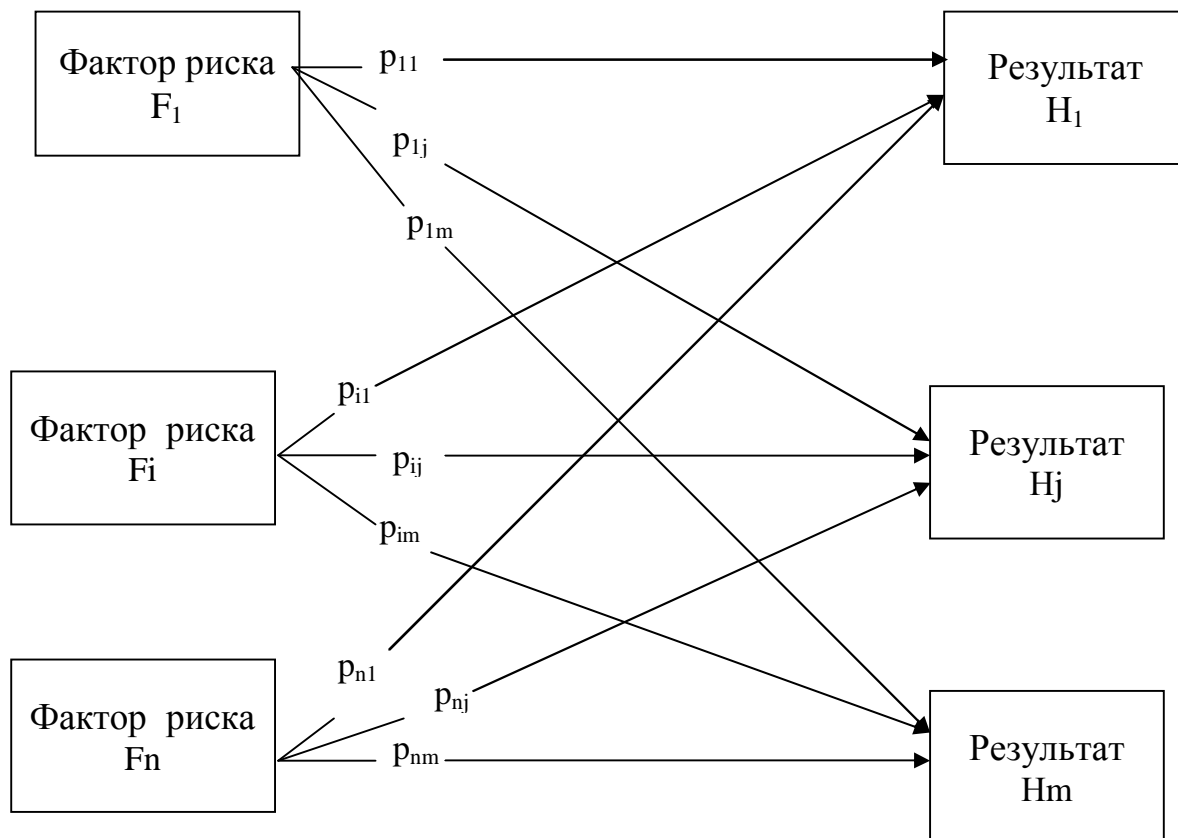 Фактор риска
F₁
p₁₁
Результат
H₁
p₁ⱼ
p₁ₘ
Фактор риска
Fi
pᵢ₁
pᵢⱼ
pᵢₘ
Результат
Hj
Фактор риска
Fn
pₙ₁
pₙⱼ
pₙₘ
Результат
Hm